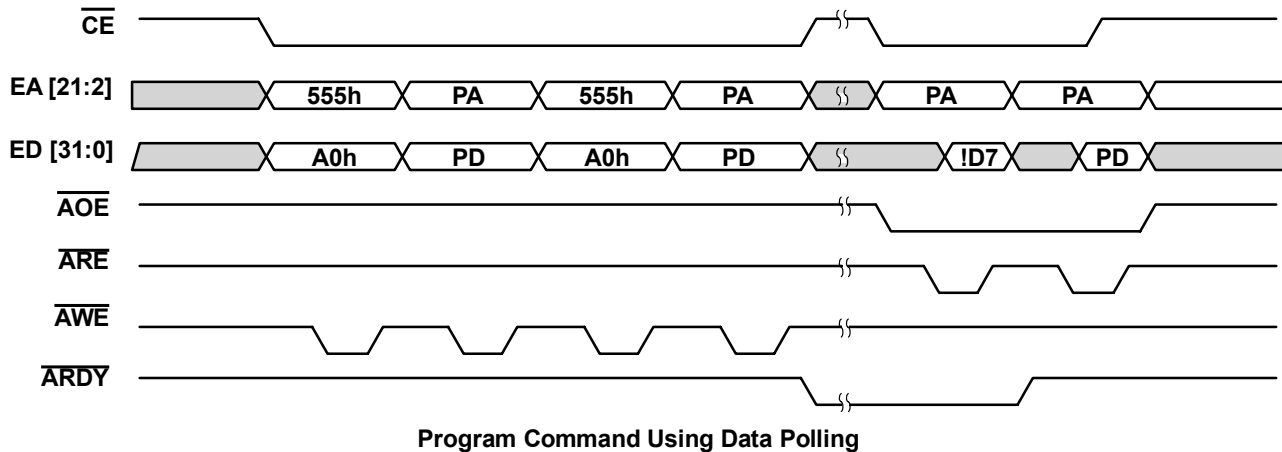 CE
EA [21:2] 555h PA 555h PA PA PA
ED [31:0] A0h PD A0h PD !D7 PD
AOE
ARE
AWE
ARDY
Program Command Using Data Polling